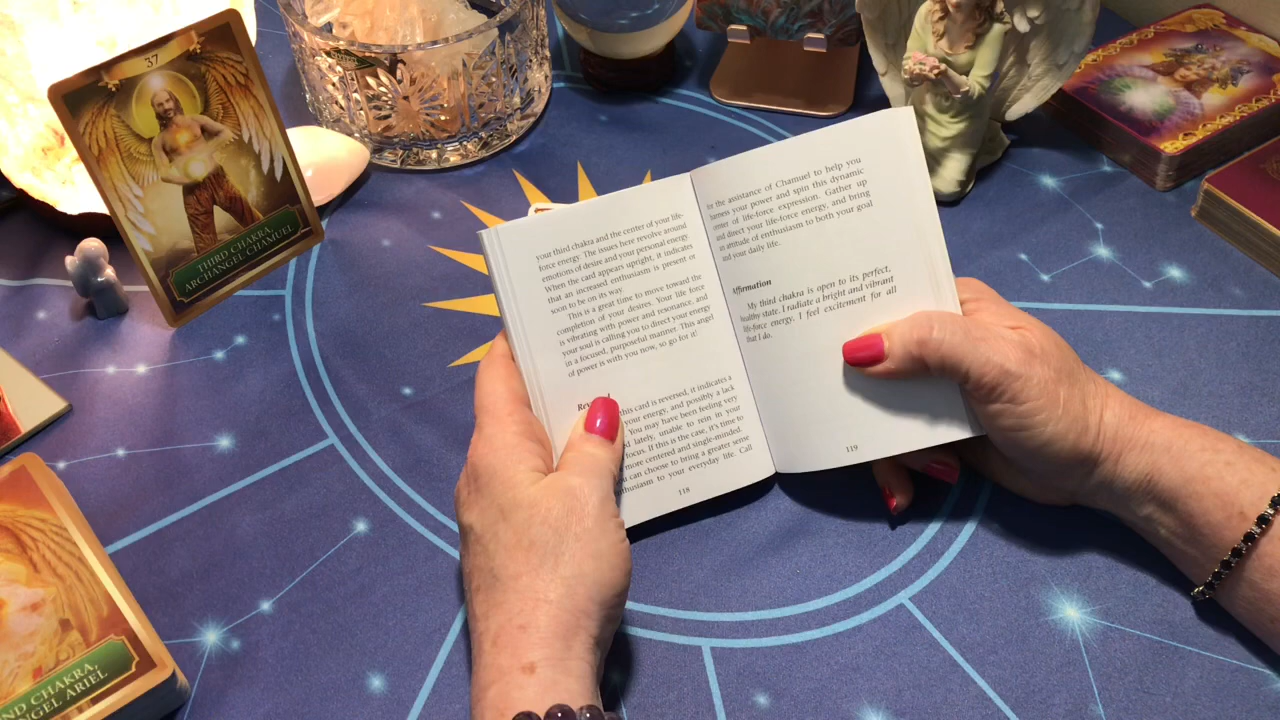 37
THIRD CHAKRA,
ARCHANGEL CHAMUEL
your third chakra and the center of your life-
force energy. The issues here revolve around
emotions of desire and your personal energy.
When the card appears upright, it indicates
that an increased enthusiasm is present or
soon to be on its way.
This is a great time to move toward the
completion of your desires. Your life force
is vibrating with power and resonance, and
your soul is calling you to direct your energy
in a focused, purposeful manner. This angel
of power is with you now, so go for it!
this card is reversed, it indicates a
your energy, and possibly a lack
You may have been feeling very
lately, unable to rein in your
focus. If this is the case, it's time to
more centered and single-minded.
can choose to bring a greater sense
enthusiasm to your everyday life. Call
118
for the assistance of Chamuel to help you
harness your power and spin this dynamic
center of life-force expression. Gather up
and direct your life-force energy, and bring
an attitude of enthusiasm to both your goal
and your daily life.
Affirmation
My third chakra is open to its perfect,
healthy state. I radiate a bright and vibrant
life-force energy. I feel excitement for all
that I do.
119
ND CHAKRA,
NGEL ARIEL